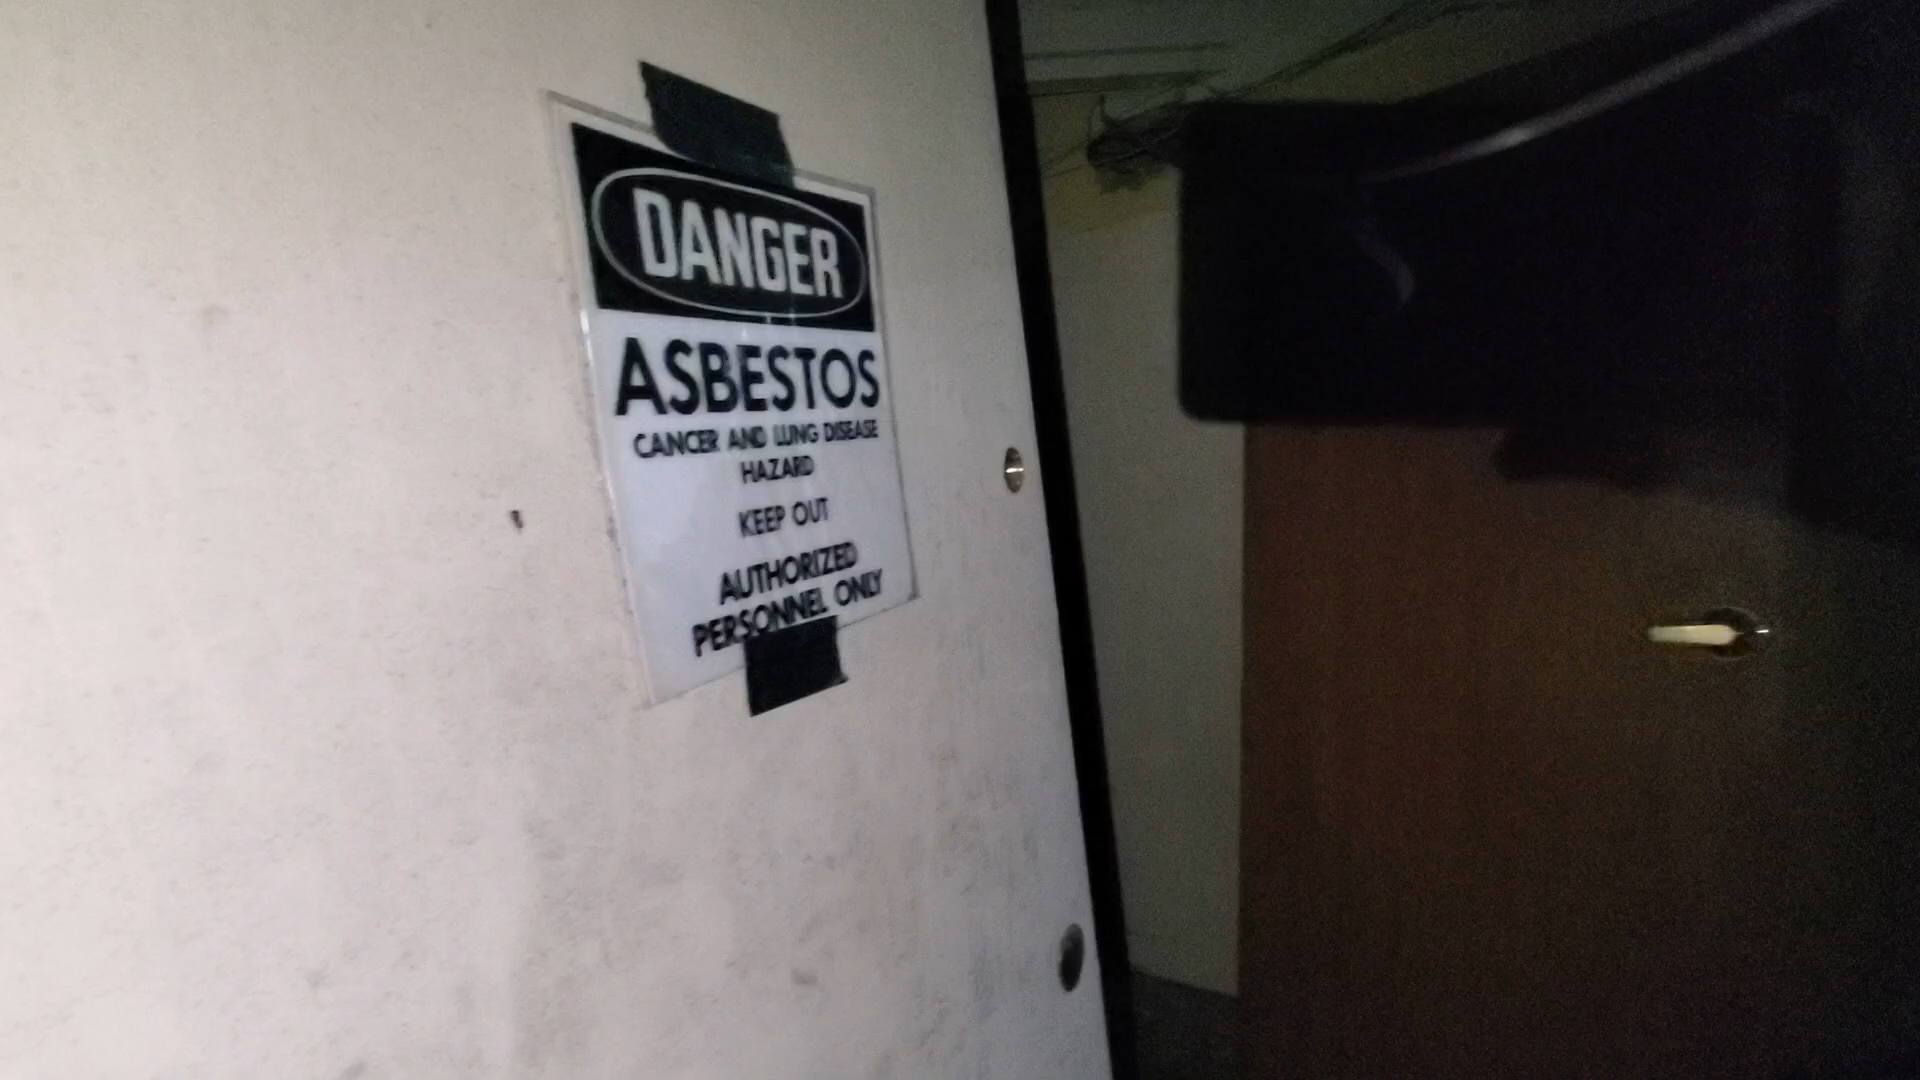 DANGER
ASBESTOS
CANCER AND LUNG DISEASE
HAZARD
KEEP OUT
AUTHORIZED
PERSONNEL ONLY